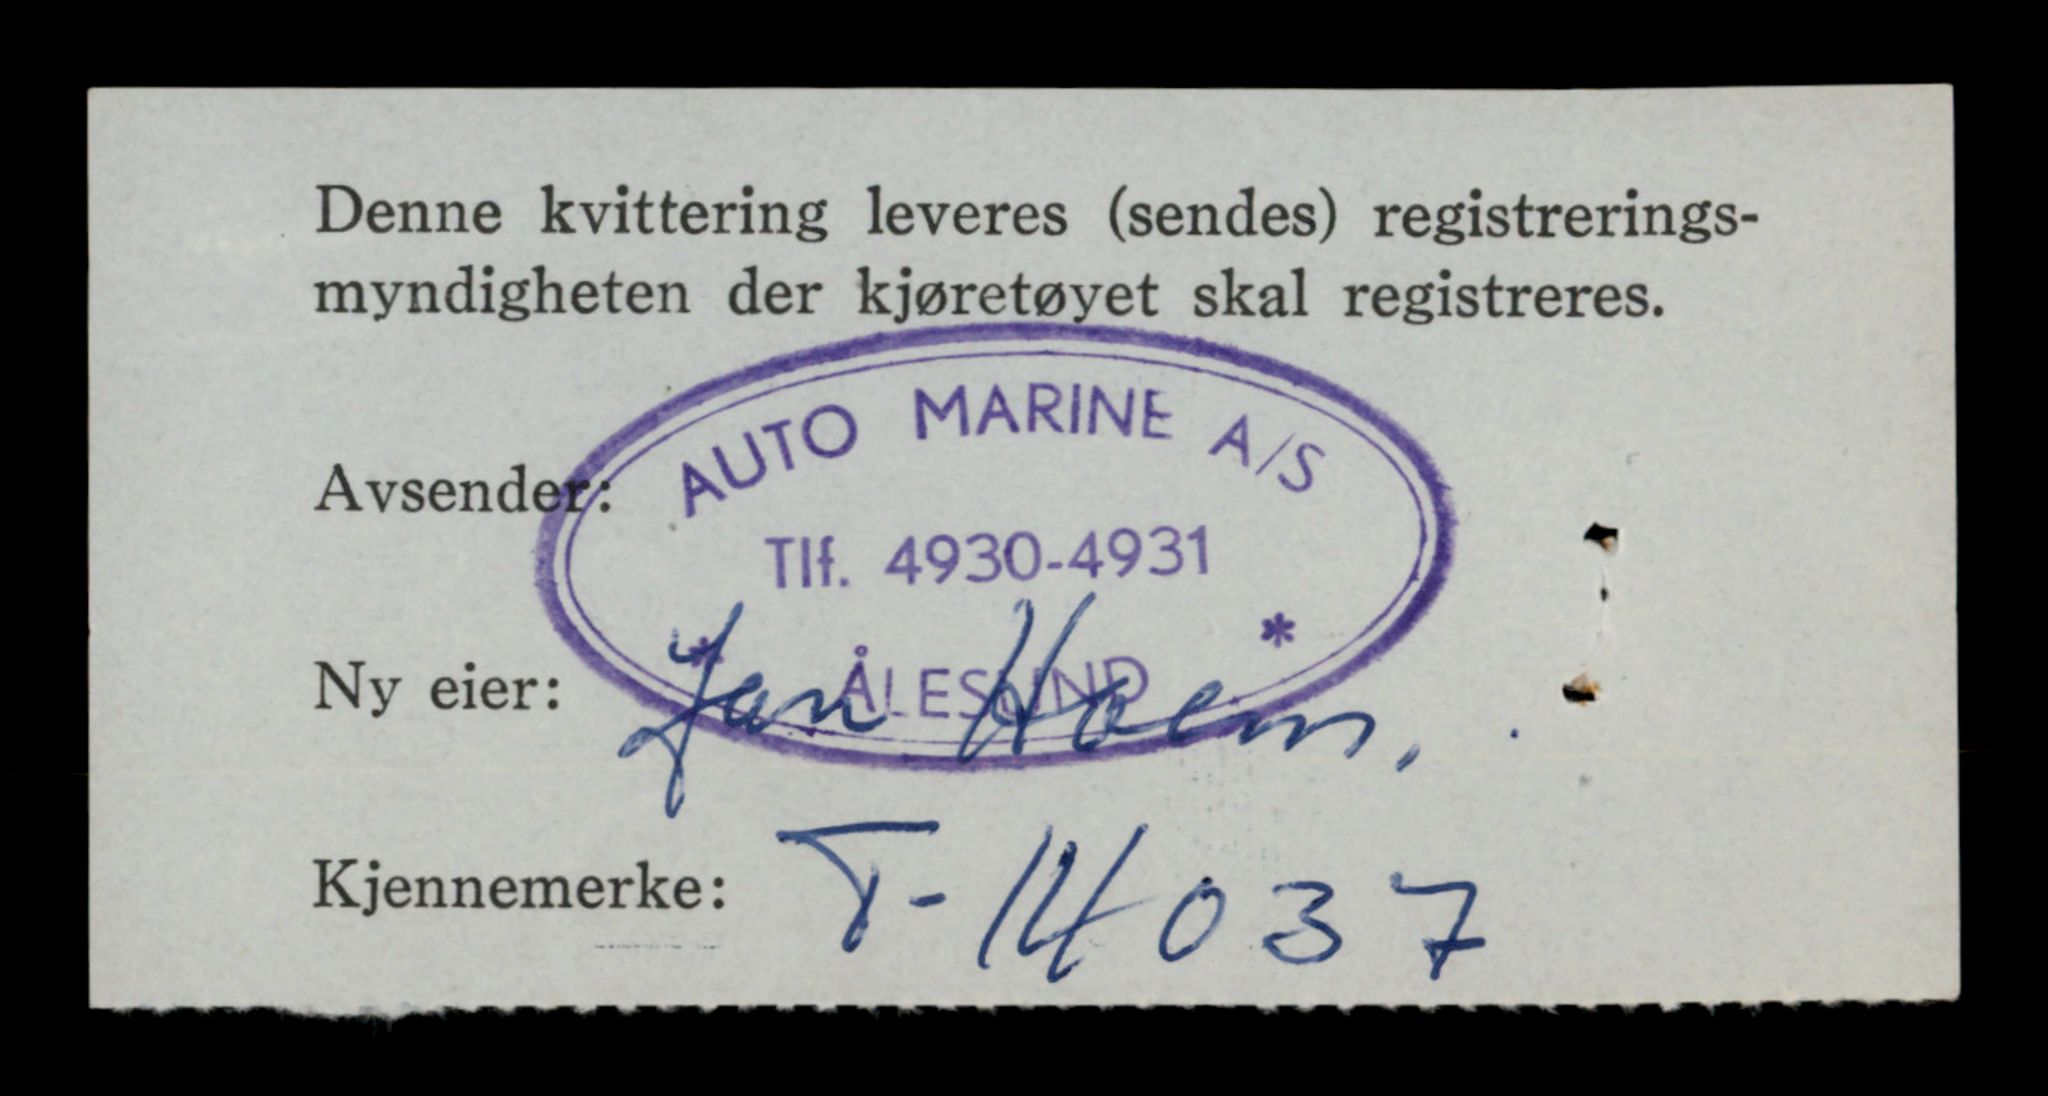 Denne kvittering leveres (sendes) registrerings-
myndigheten der kjøretøyet skal registreres.
AUTO MARINE A/S
Avsender:
Tlf. 4930-4931
* ÅLESUND *
Ny eier: Jan Hoem.
Kjennemerke: T-14037